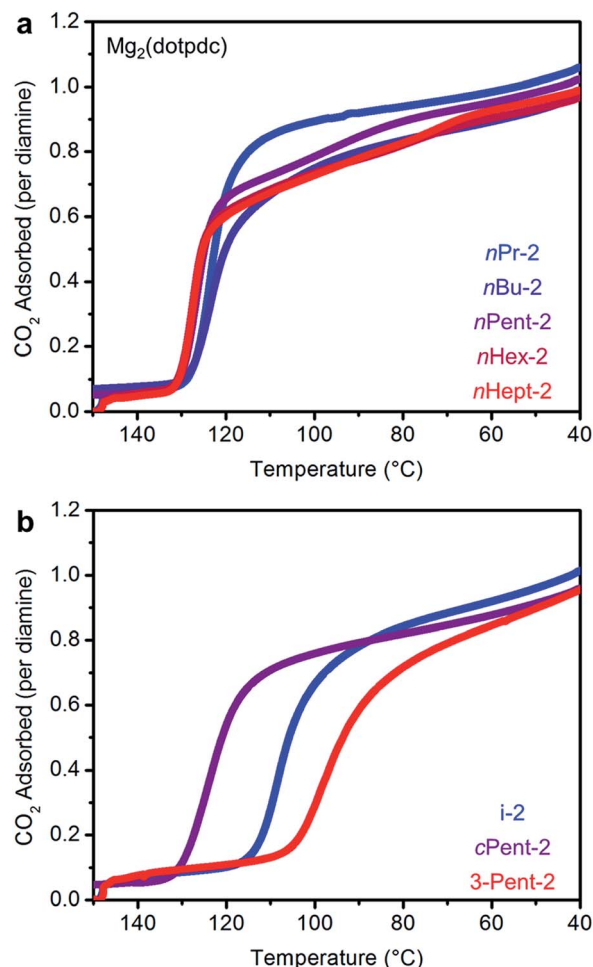 a
Mg₂(dotpdc)
CO₂ Adsorbed (per diamine)
1.2
1.0
0.8
0.6
0.4
0.2
0.0
nPr-2
nBu-2
nPent-2
nHex-2
nHept-2
140 120 100 80 60 40
Temperature (°C)
b
CO₂ Adsorbed (per diamine)
1.2
1.0
0.8
0.6
0.4
0.2
0.0
i-2
cPent-2
3-Pent-2
140 120 100 80 60 40
Temperature (°C)